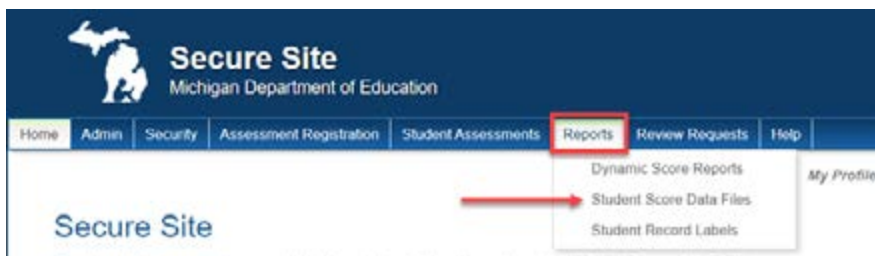 Secure Site
Michigan Department of Education
Home Admin Security Assessment Registration Student Assessments Reports Review Requests Help
Dynamic Score Reports
My Profile
Student Score Data Files
Secure Site
Student Record Labels